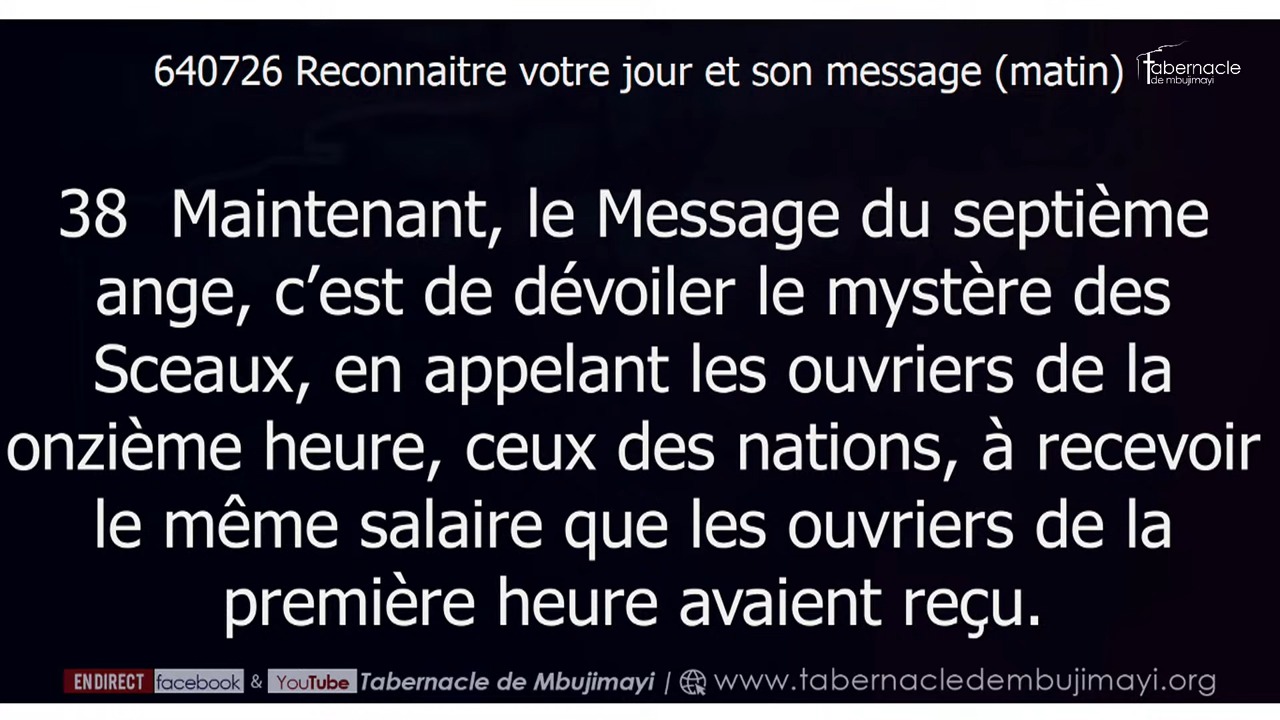 640726 Reconnaitre votre jour et son message (matin)
tabernacle
de mbujimayi
38 Maintenant, le Message du septième
ange, c’est de dévoiler le mystère des
Sceaux, en appelant les ouvriers de la
onzième heure, ceux des nations, à recevoir
le même salaire que les ouvriers de la
première heure avaient reçu.
EN DIRECT facebook & YouTube Tabernacle de Mbujimayi | www.tabernacledembujimayi.org